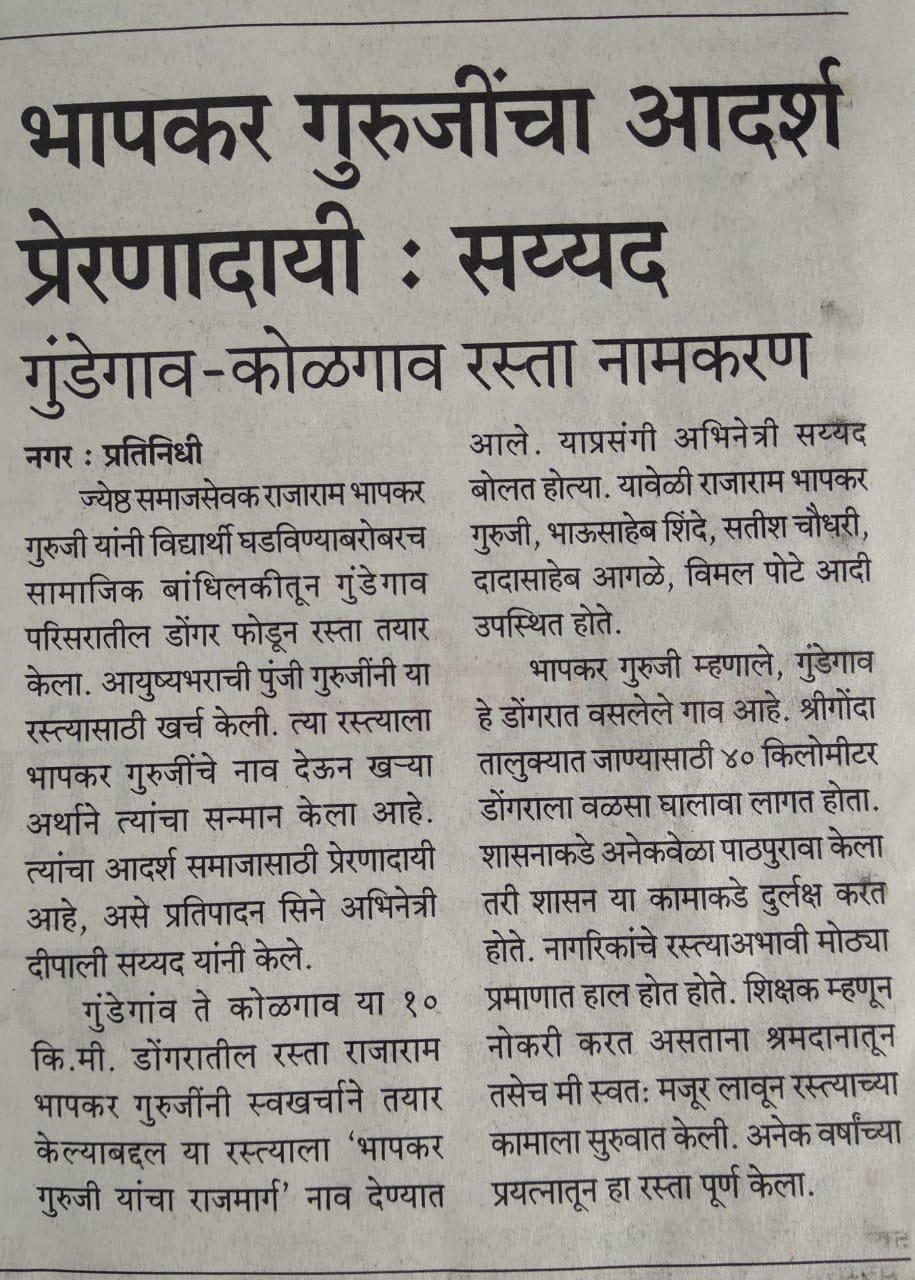 भापकर गुरुजींचा आदर्श
प्रेरणादायी : सय्यद
गुंडेगाव-कोळगाव रस्ता नामकरण
नगर : प्रतिनिधी
ज्येष्ठ समाजसेवक राजाराम भापकर
गुरुजी यांनी विद्यार्थी घडविण्याबरोबरच
सामाजिक बांधिलकीतून गुंडेगाव
परिसरातील डोंगर फोडून रस्ता तयार
केला. आयुष्यभराची पुंजी गुरुजींनी या
रस्त्यासाठी खर्च केली. त्या रस्त्याला
भापकर गुरुजींचे नाव देऊन खऱ्या
अर्थाने त्यांचा सन्मान केला आहे.
त्यांचा आदर्श समाजासाठी प्रेरणादायी
आहे, असे प्रतिपादन सिने अभिनेत्री
दीपाली सय्यद यांनी केले.
गुंडेगांव ते कोळगाव या १०
कि.मी. डोंगरातील रस्ता राजाराम
भापकर गुरुजींनी स्वखर्चाने तयार
केल्याबद्दल या रस्त्याला 'भापकर
गुरुजी यांचा राजमार्ग' नाव देण्यात
आले. याप्रसंगी अभिनेत्री सय्यद
बोलत होत्या. यावेळी राजाराम भापकर
गुरुजी, भाऊसाहेब शिंदे, सतीश चौधरी,
दादासाहेब आगळे, विमल पोटे आदी
उपस्थित होते.
भापकर गुरुजी म्हणाले, गुंडेगाव
हे डोंगरात वसलेले गाव आहे. श्रीगोंदा
तालुक्यात जाण्यासाठी ४० किलोमीटर
डोंगराला वळसा घालावा लागत होता.
शासनाकडे अनेकवेळा पाठपुरावा केला
तरी शासन या कामाकडे दुर्लक्ष करत
होते. नागरिकांचे रस्त्याअभावी मोठ्या
प्रमाणात हाल होत होते. शिक्षक म्हणून
नोकरी करत असताना श्रमदानातून
तसेच मी स्वतः मजूर लावून रस्त्याच्या
कामाला सुरुवात केली. अनेक वर्षांच्या
प्रयत्नातून हा रस्ता पूर्ण केला.